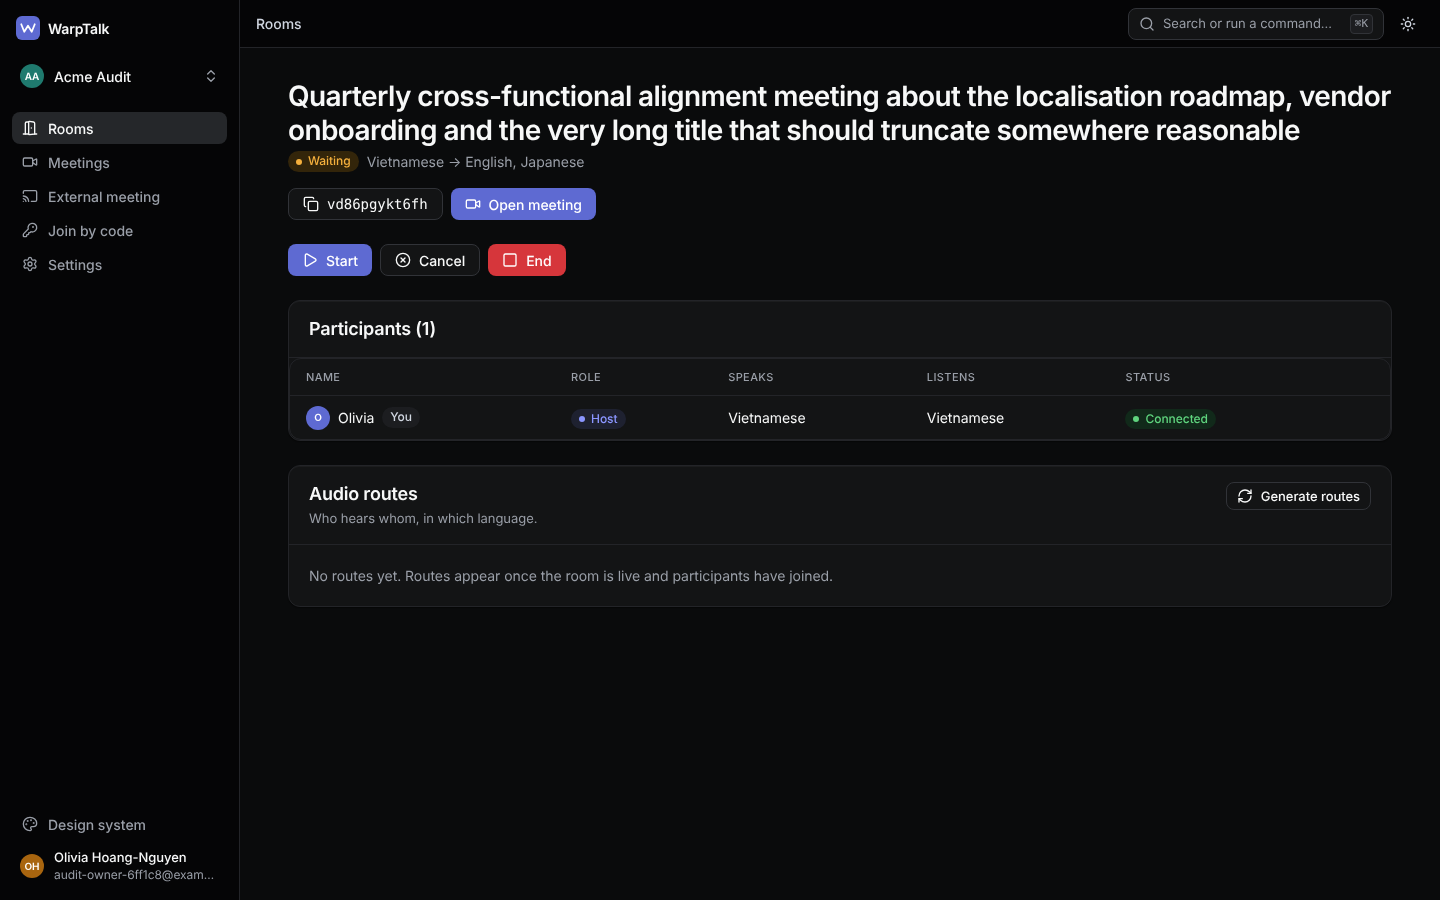 WarpTalk
Rooms
Search or run a command...
⌘K
AA
Acme Audit
Rooms
Meetings
External meeting
Join by code
Settings
Quarterly cross-functional alignment meeting about the localisation roadmap, vendor
onboarding and the very long title that should truncate somewhere reasonable
Waiting
Vietnamese → English, Japanese
vd86pgykt6fh
Open meeting
Start
Cancel
End
Participants (1)
NAME ROLE SPEAKS LISTENS STATUS
O Olivia You Host Vietnamese Vietnamese Connected
Audio routes
Generate routes
Who hears whom, in which language.
No routes yet. Routes appear once the room is live and participants have joined.
Design system
OH
Olivia Hoang-Nguyen
audit-owner-6ff1c8@exam...